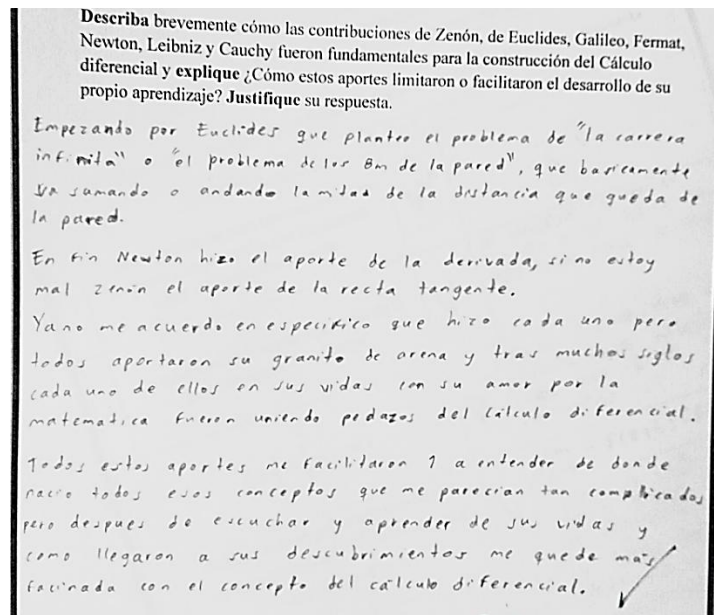 Describa brevemente cómo las contribuciones de Zenón, de Euclides, Galileo, Fermat,
Newton, Leibniz y Cauchy fueron fundamentales para la construcción del Cálculo
diferencial y explique ¿Cómo estos aportes limitaron o facilitaron el desarrollo de su
propio aprendizaje? Justifique su respuesta.
Empezando por Euclides que planteo el problema de "la carrera
infinita" o "el problema de los 8m de la pared", que basicamente
va sumando o andando la mitad de la distancia que queda de
la pared.
En fin Newton hizo el aporte de la derivada, si no estoy
mal zenón el aporte de la recta tangente.
Ya no me acuerdo en especifico que hizo cada uno pero
todos aportaron su granito de arena y tras muchos siglos
cada uno de ellos en sus vidas con su amor por la
matematica fueron uniendo pedazos del Cálculo diferencial.
Todos estos aportes me facilitaron a entender de donde
nacio todos esos conceptos que me parecian tan complicados
pero despues de escuchar y aprender de sus vidas y
como llegaron a sus descubrimientos me quede mas
facinada con el concepto del cálculo diferencial.